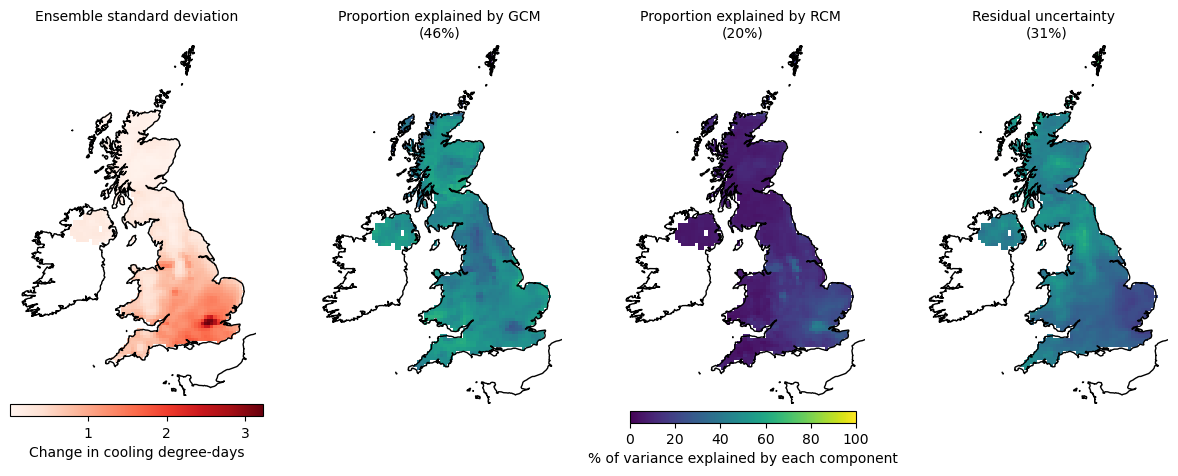 Ensemble standard deviation
Proportion explained by GCM
(46%)
Proportion explained by RCM
(20%)
Residual uncertainty
(31%)
1 2 3
Change in cooling degree-days
0 20 40 60 80 100
% of variance explained by each component